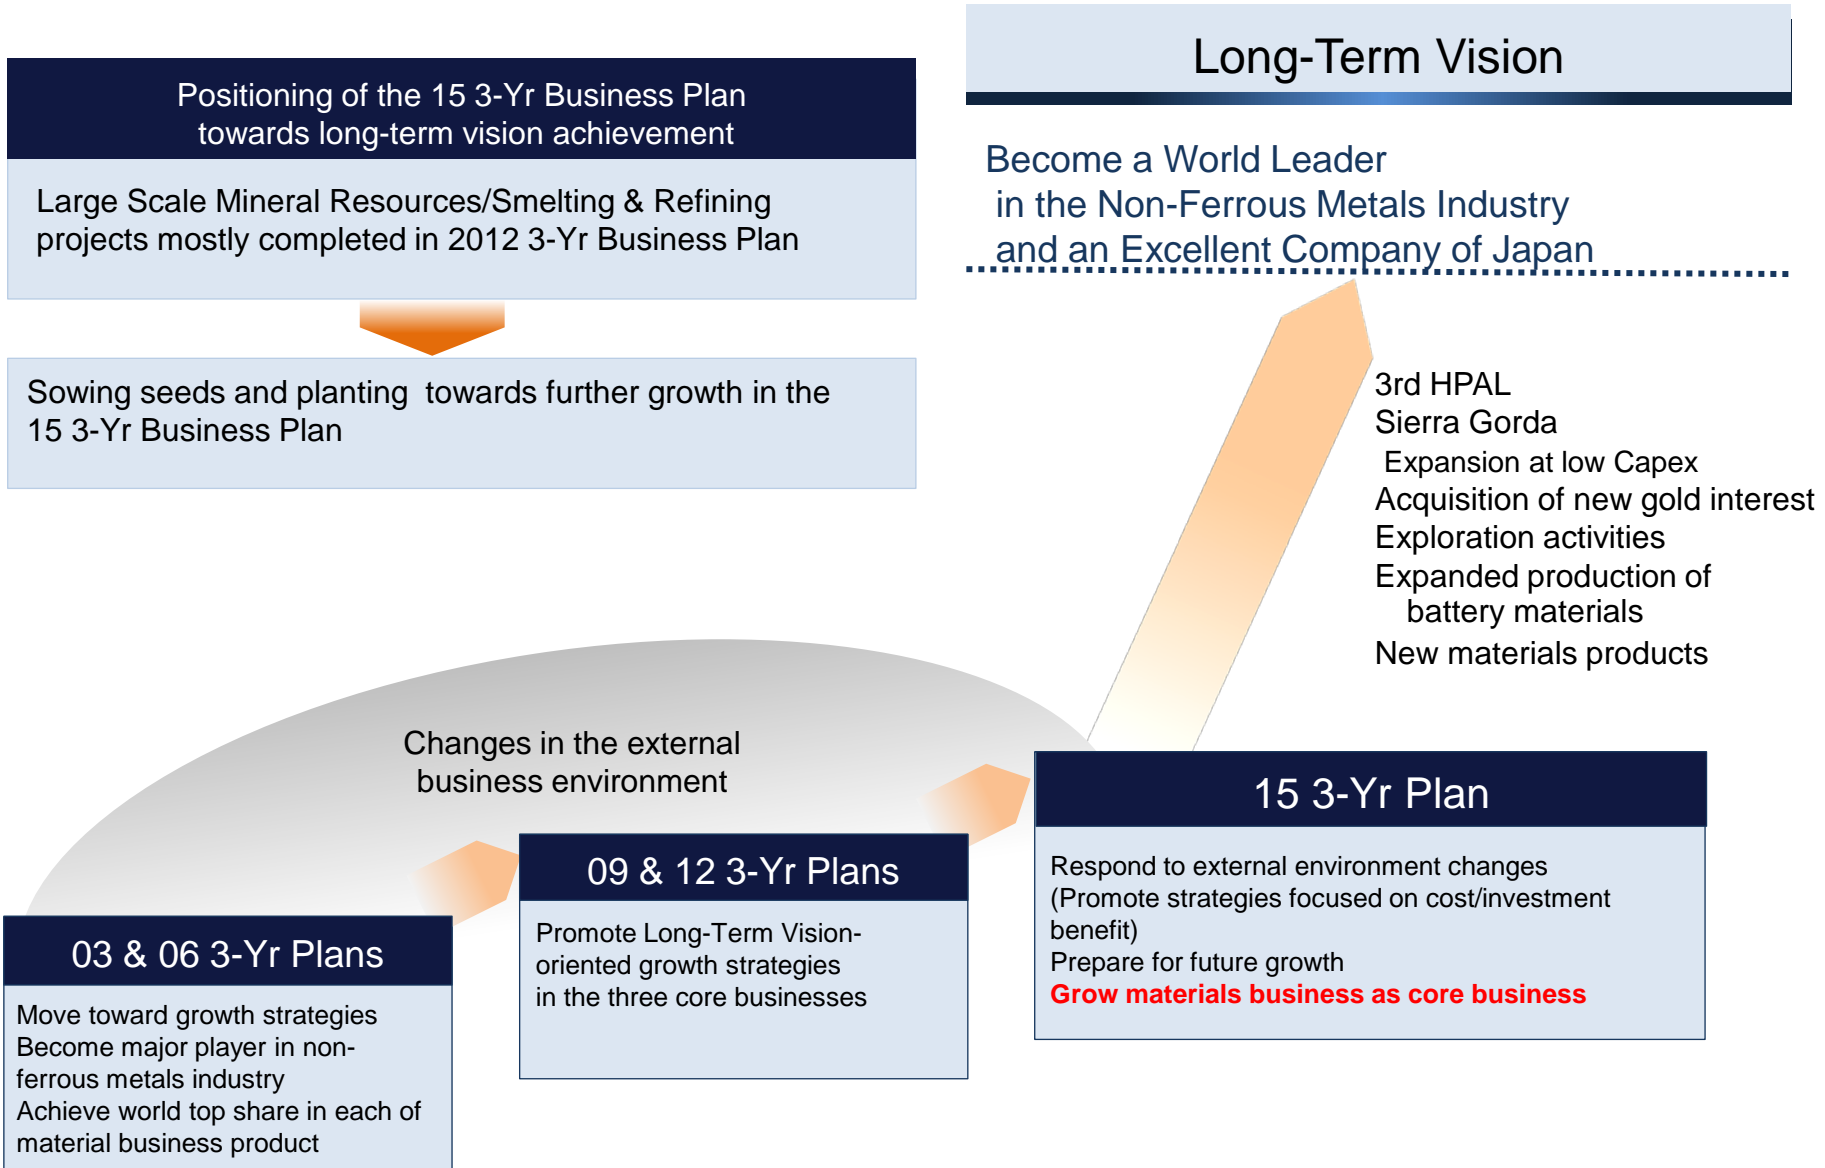 Positioning of the 15 3-Yr Business Plan
towards long-term vision achievement
Large Scale Mineral Resources/Smelting & Refining
projects mostly completed in 2012 3-Yr Business Plan
Sowing seeds and planting  towards further growth in the
15 3-Yr Business Plan
Long-Term Vision
Become a World Leader
in the Non-Ferrous Metals Industry
and an Excellent Company of Japan
3rd HPAL
Sierra Gorda
Expansion at low Capex
Acquisition of new gold interest
Exploration activities
Expanded production of
battery materials
New materials products
Changes in the external
business environment
03 & 06 3-Yr Plans
Move toward growth strategies
Become major player in non-
ferrous metals industry
Achieve world top share in each of
material business product
09 & 12 3-Yr Plans
Promote Long-Term Vision-
oriented growth strategies
in the three core businesses
15 3-Yr Plan
Respond to external environment changes
(Promote strategies focused on cost/investment
benefit)
Prepare for future growth
Grow materials business as core business